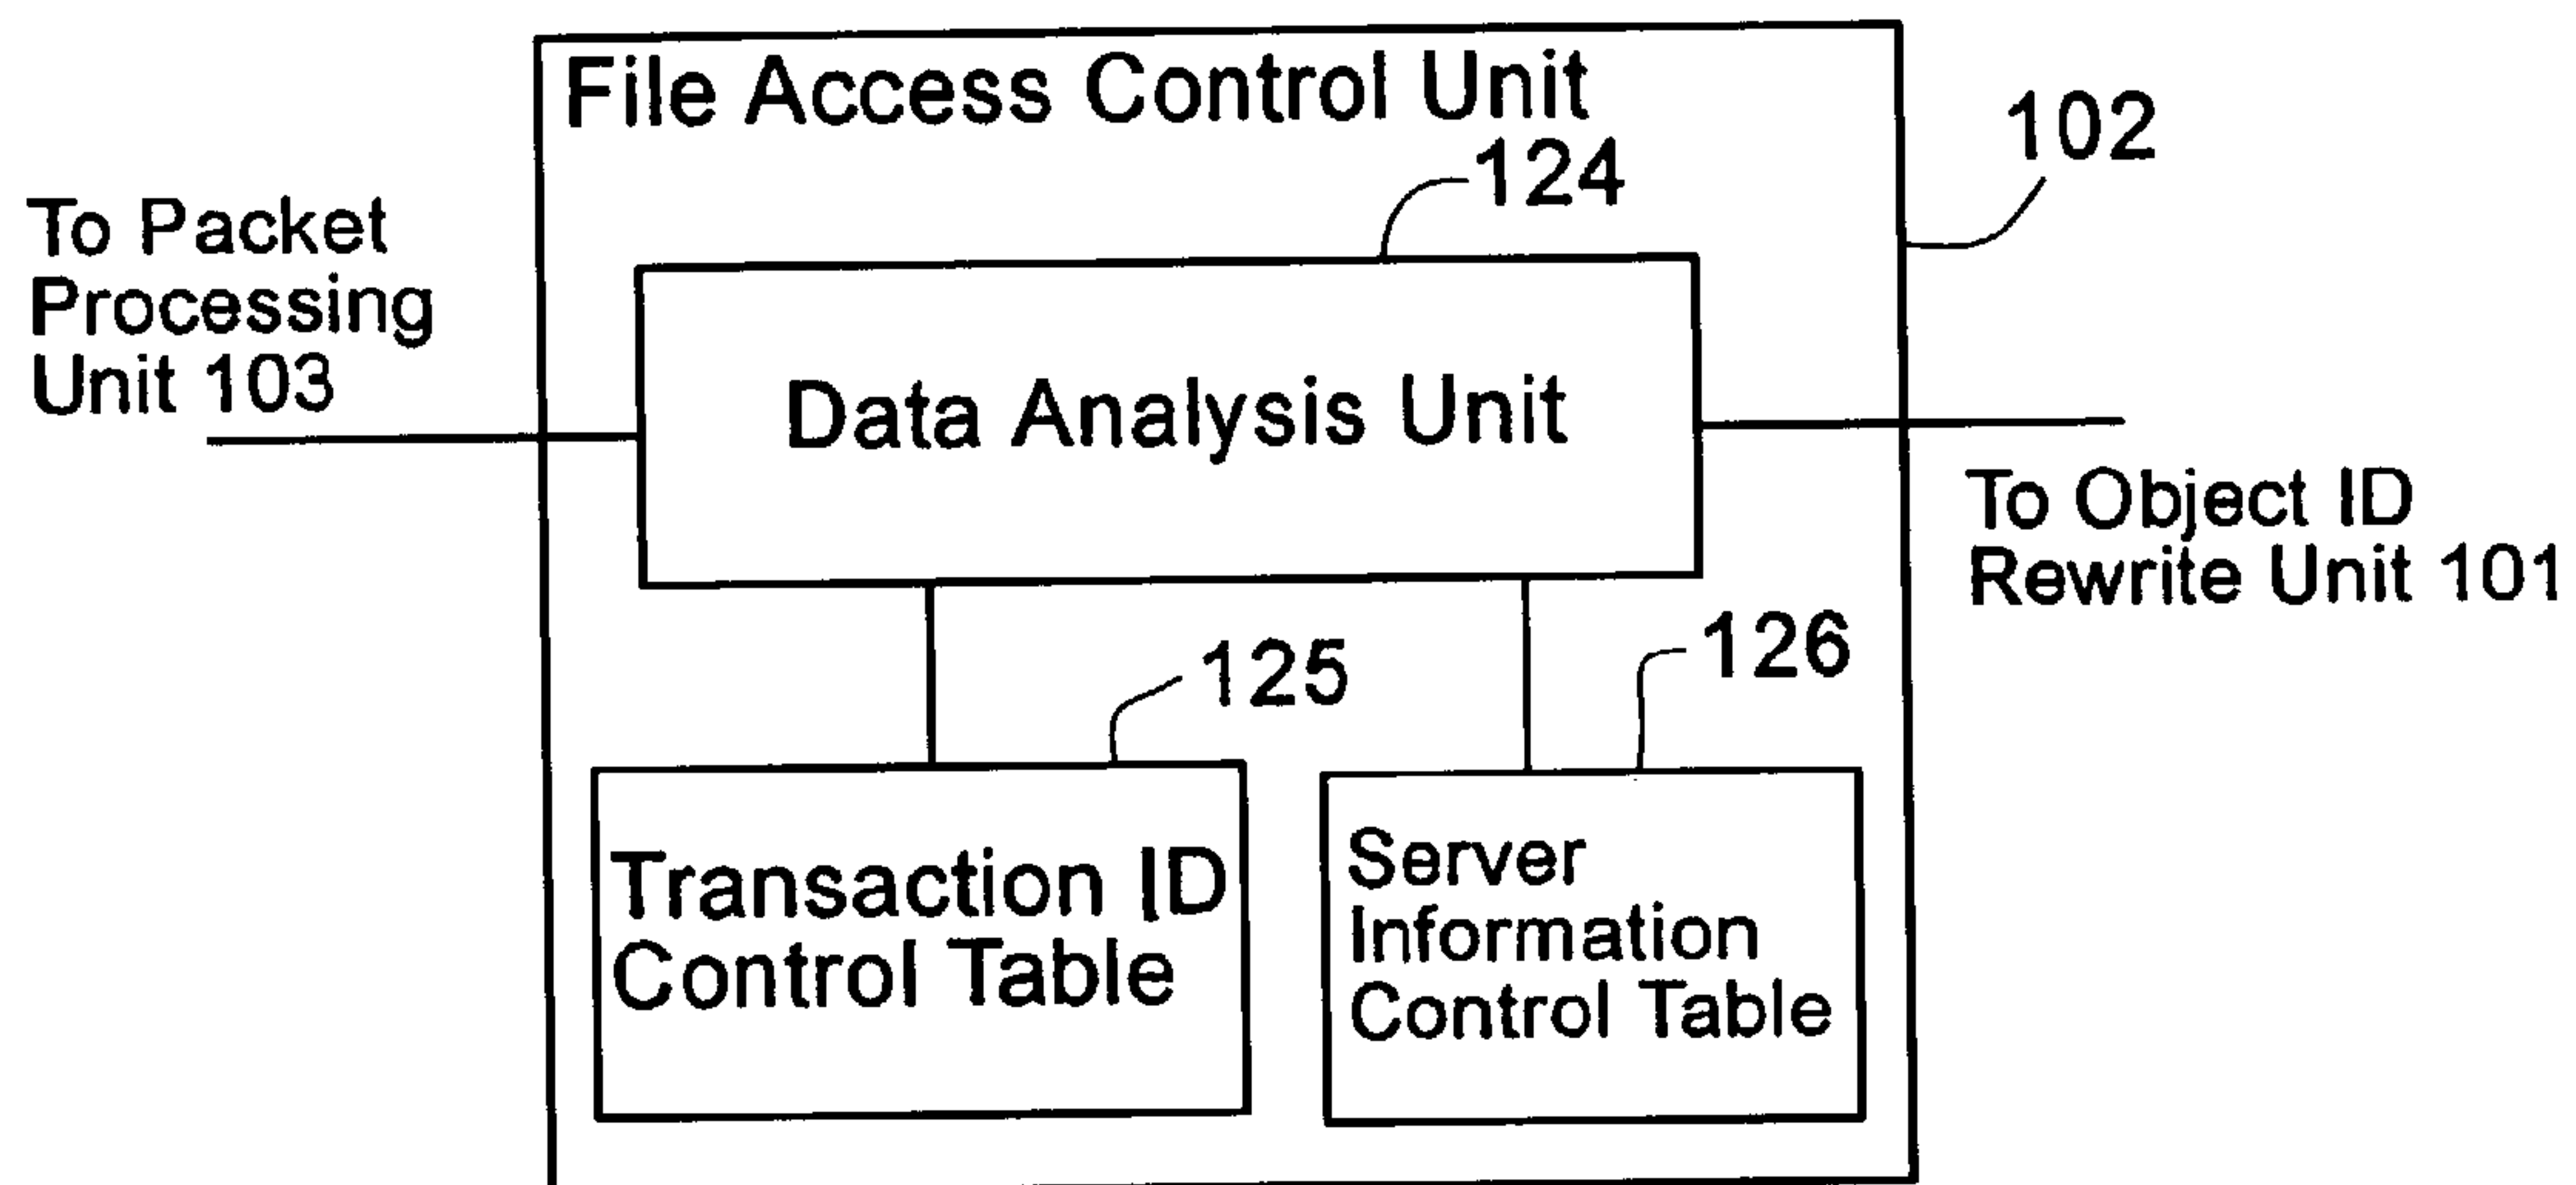 File Access Control Unit
102
124
To Packet
Processing
Unit 103
Data Analysis Unit
To Object ID
Rewrite Unit 101
125
126
Transaction ID
Control Table
Server
Information
Control Table